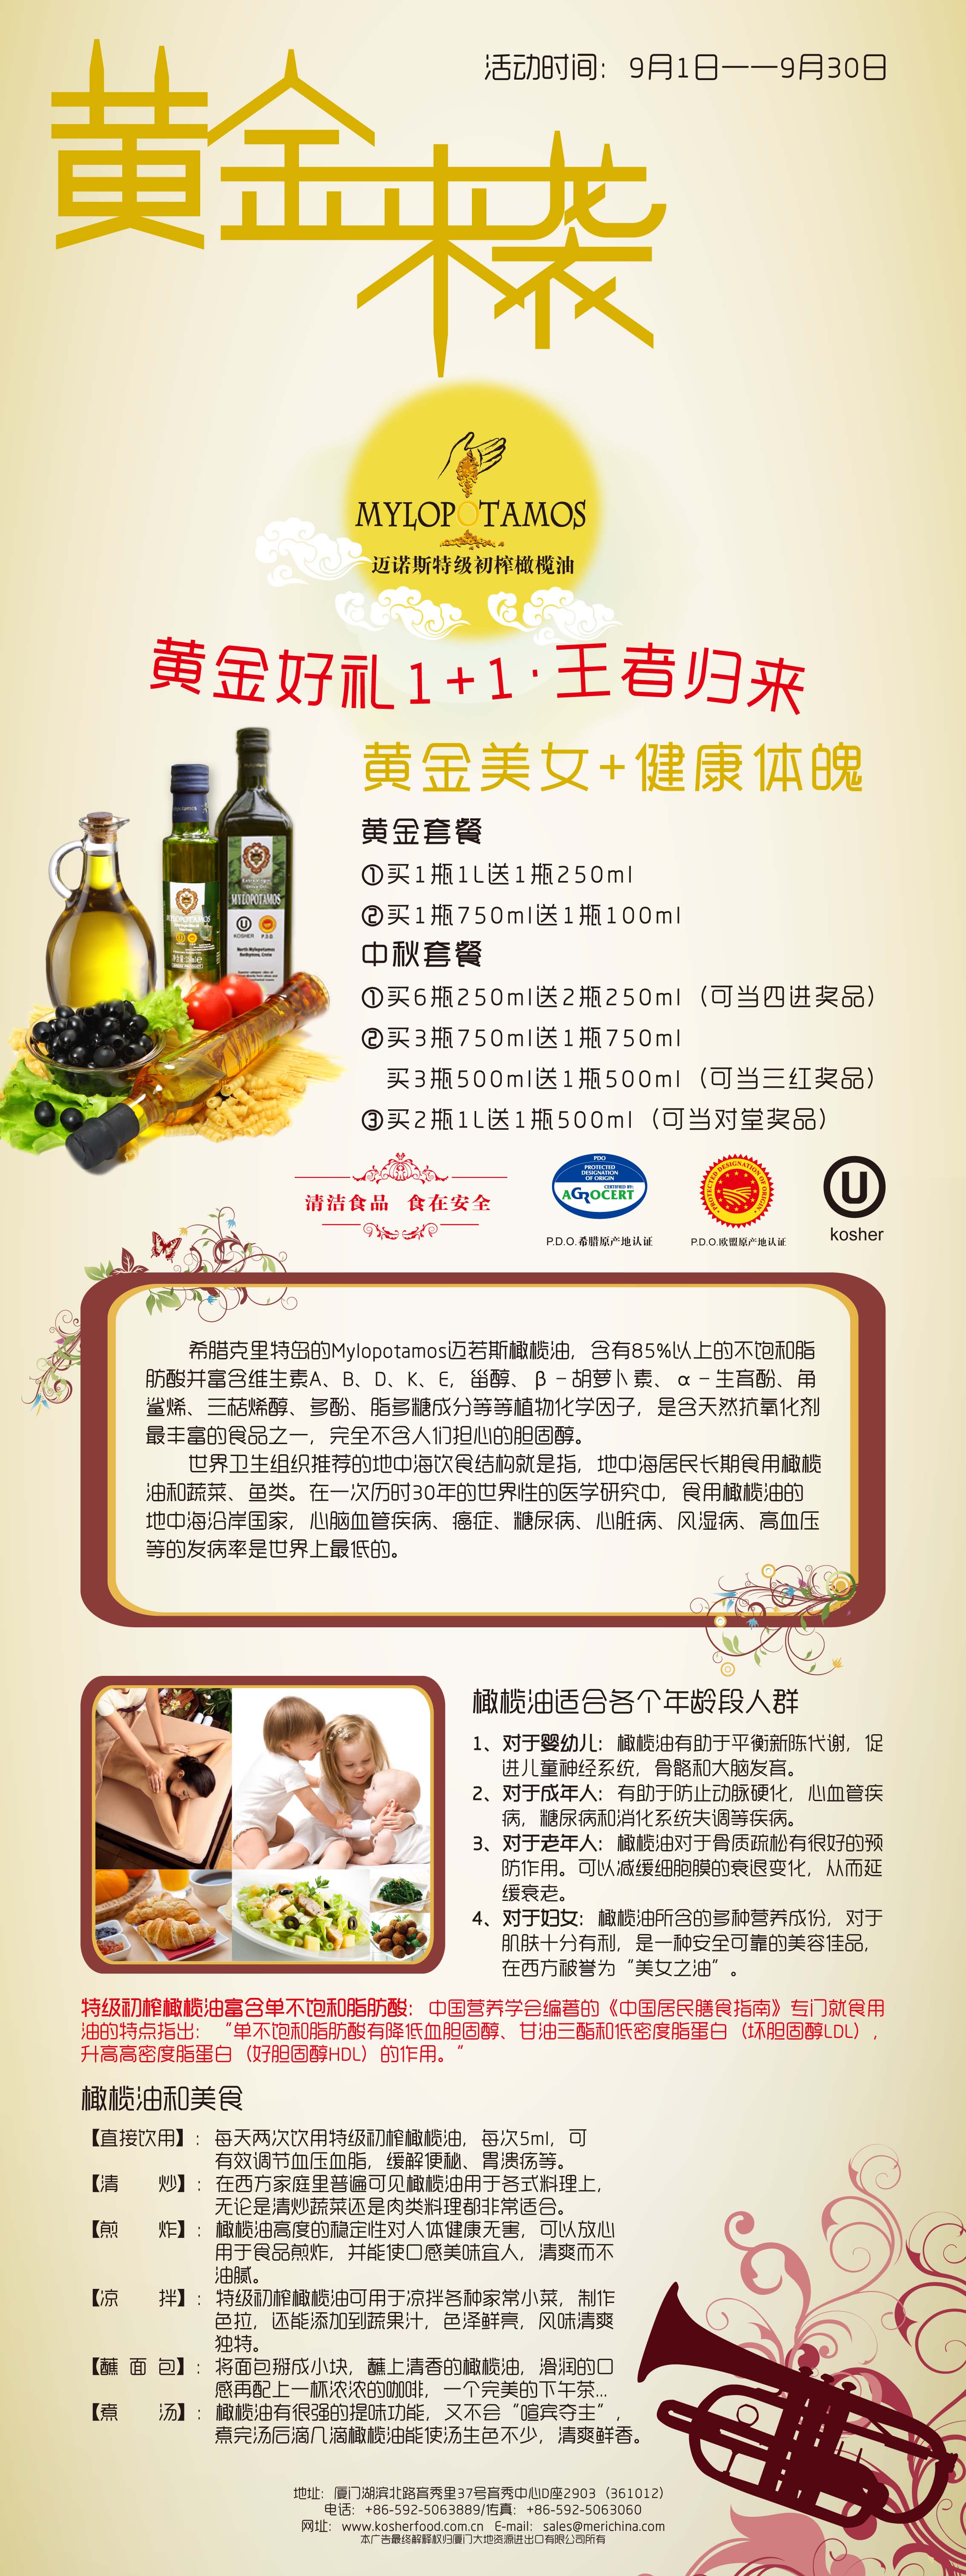 活动时间：9月1日——9月30日
黄金来袭
MYLOPOTAMOS
迈诺斯特级初榨橄榄油
黄金好礼1+1·王者归来
黄金美女+健康体魄
黄金套餐
①买1瓶1L送1瓶250ml
②买1瓶750ml送1瓶100ml
中秋套餐
①买6瓶250ml送2瓶250ml（可当四进奖品）
②买3瓶750ml送1瓶750ml
买3瓶500ml送1瓶500ml（可当三红奖品）
③买2瓶1L送1瓶500ml（可当对堂奖品）
MYLOPOTAMOS
KOSHER P.D.O.
清洁食品 食在安全
PDO
PROTECTED
DESIGNATION
OF ORIGIN
CERTIFIED BY:
AGROCERT
P.D.O.希腊原产地认证
PROTECTED DESIGNATION OF ORIGIN
P.D.O.欧盟原产地认证
U
kosher
希腊克里特岛的Mylopotamos迈若斯橄榄油，含有85%以上的不饱和脂
肪酸并富含维生素A、B、D、K、E，甾醇、β－胡萝卜素、α－生育酚、角
鲨烯、三萜烯醇、多酚、脂多糖成分等等植物化学因子，是含天然抗氧化剂
最丰富的食品之一，完全不含人们担心的胆固醇。
世界卫生组织推荐的地中海饮食结构就是指，地中海居民长期食用橄榄
油和蔬菜、鱼类。在一次历时30年的世界性的医学研究中，食用橄榄油的
地中海沿岸国家，心脑血管疾病、癌症、糖尿病、心脏病、风湿病、高血压
等的发病率是世界上最低的。
橄榄油适合各个年龄段人群
1、对于婴幼儿：橄榄油有助于平衡新陈代谢，促
进儿童神经系统，骨骼和大脑发育。
2、对于成年人：有助于防止动脉硬化，心血管疾
病，糖尿病和消化系统失调等疾病。
3、对于老年人：橄榄油对于骨质疏松有很好的预
防作用。可以减缓细胞膜的衰退变化，从而延
缓衰老。
4、对于妇女：橄榄油所含的多种营养成份，对于
肌肤十分有利，是一种安全可靠的美容佳品，
在西方被誉为“美女之油”。
特级初榨橄榄油富含单不饱和脂肪酸：中国营养学会编著的《中国居民膳食指南》专门就食用
油的特点指出：“单不饱和脂肪酸有降低血胆固醇、甘油三酯和低密度脂蛋白（坏胆固醇LDL），
升高高密度脂蛋白（好胆固醇HDL）的作用。”
橄榄油和美食
【直接饮用】：每天两次饮用特级初榨橄榄油，每次5ml，可
有效调节血压血脂，缓解便秘、胃溃疡等。
【清 炒】：在西方家庭里普遍可见橄榄油用于各式料理上，
无论是清炒蔬菜还是肉类料理都非常适合。
【煎 炸】：橄榄油高度的稳定性对人体健康无害，可以放心
用于食品煎炸，并能使口感美味宜人，清爽而不
油腻。
【凉 拌】：特级初榨橄榄油可用于凉拌各种家常小菜，制作
色拉，还能添加到蔬果汁，色泽鲜亮，风味清爽
独特。
【蘸 面 包】：将面包掰成小块，蘸上清香的橄榄油，滑润的口
感再配上一杯浓浓的咖啡，一个完美的下午茶...
【煮 汤】：橄榄油有很强的提味功能，又不会“喧宾夺主”，
煮完汤后滴几滴橄榄油能使汤生色不少，清爽鲜香。
地址：厦门湖滨北路育秀里37号育秀中心D座2903（361012）
电话：+86-592-5063889/传真：+86-592-5063060
网址：www.kosherfood.com.cn E-mail：sales@merichina.com
本广告最终解释权归厦门大地资源进出口有限公司所有